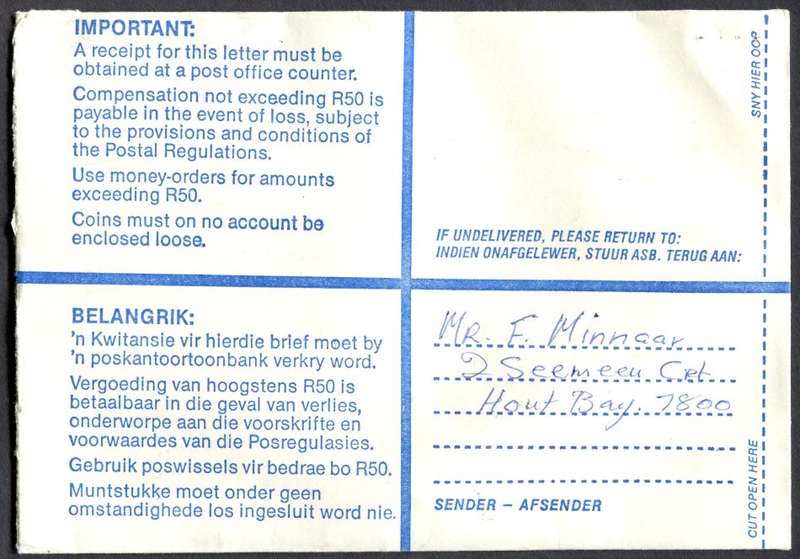 IMPORTANT:
A receipt for this letter must be
obtained at a post office counter.
Compensation not exceeding R50 is
payable in the event of loss, subject
to the provisions and conditions of
the Postal Regulations.
Use money-orders for amounts
exceeding R50.
Coins must on no account be
enclosed loose.
BELANGRIK:
'n Kwitansie vir hierdie brief moet by
'n poskantoortoonbank verkry word.
Vergoeding van hoogstens R50 is
betaalbaar in die geval van verlies,
onderworpe aan die voorskrifte en
voorwaardes van die Posregulasies.
Gebruik poswissels vir bedrae bo R50.
Muntstukke moet onder geen
omstandighede los ingesluit word nie.
IF UNDELIVERED, PLEASE RETURN TO:
INDIEN ONAFGELEWER, STUUR ASB. TERUG AAN:
Mr. F. Minnaar
2 Seemeeu
Hout Bay. 7800
SENDER – AFSENDER
SNY HIER OOP
CUT OPEN HERE